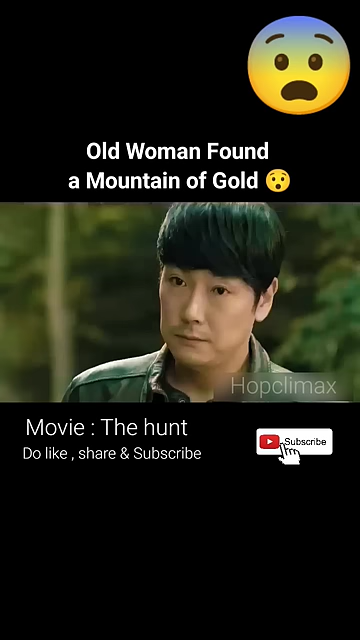 Old Woman Found
a Mountain of Gold 😯
Hopclimax
Movie : The hunt
Do like , share & Subscribe
Subscribe